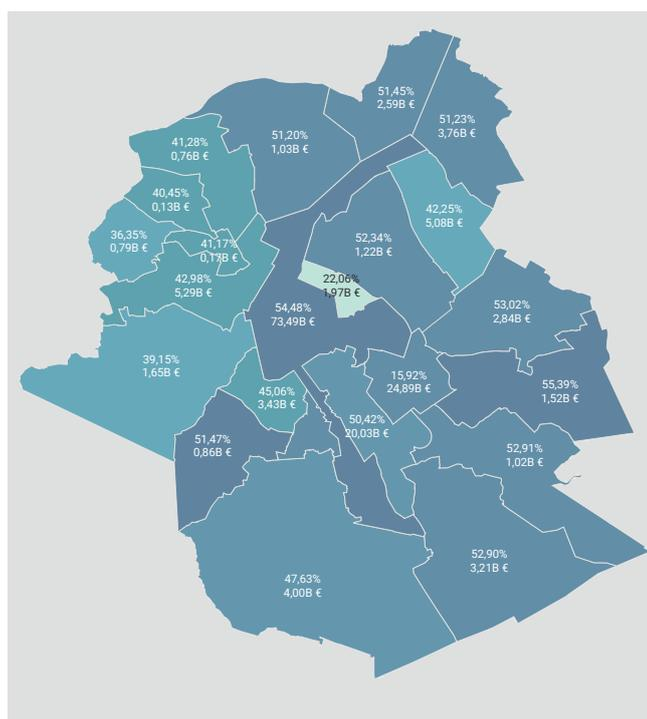 51,45%
2,59B €
51,23%
3,76B €
51,20%
1,03B €
41,28%
0,76B €
40,45%
0,13B €
42,25%
5,08B €
36,35%
0,79B €
41,17%
0,17B €
52,34%
1,22B €
42,98%
5,29B €
22,06%
1,97B €
54,48%
73,49B €
53,02%
2,84B €
39,15%
1,65B €
15,92%
24,89B €
55,39%
1,52B €
45,06%
3,43B €
50,42%
20,03B €
51,47%
0,86B €
52,91%
1,02B €
52,90%
3,21B €
47,63%
4,00B €